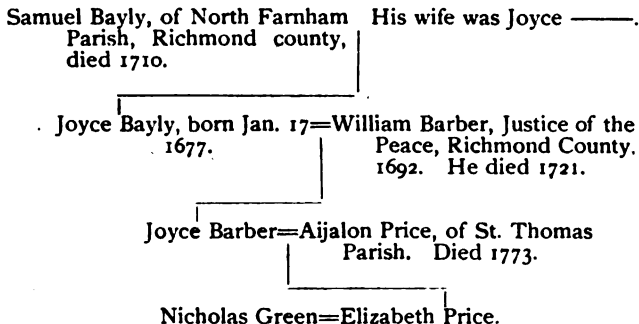 Samuel Bayly, of North Farnham His wife was Joyce ———.
Parish, Richmond county,
died 1710.
Joyce Bayly, born Jan. 17=William Barber, Justice of the
1677. Peace, Richmond County.
1692. He died 1721.
Joyce Barber=Aijalon Price, of St. Thomas
Parish. Died 1773.
Nicholas Green=Elizabeth Price.